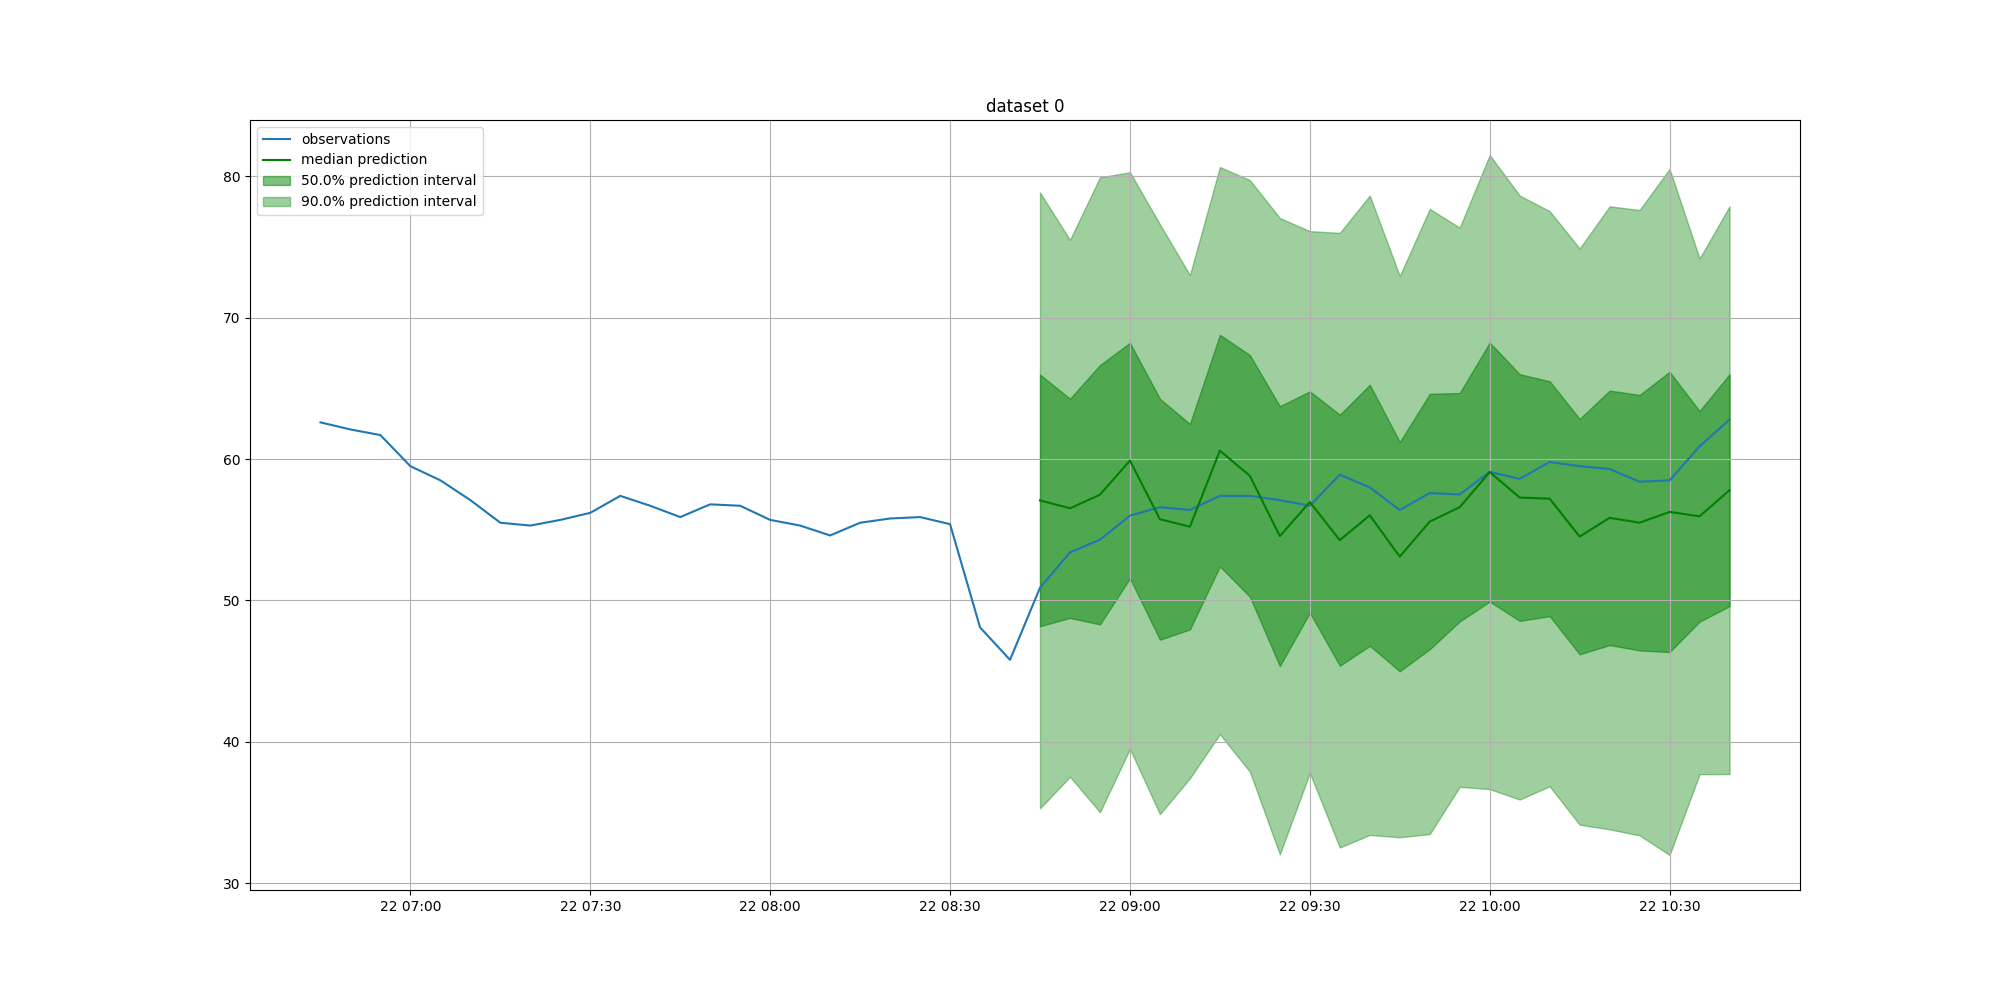 dataset 0
observations
median prediction
50.0% prediction interval
90.0% prediction interval
80
70
60
50
40
30
22 07:00
22 07:30
22 08:00
22 08:30
22 09:00
22 09:30
22 10:00
22 10:30